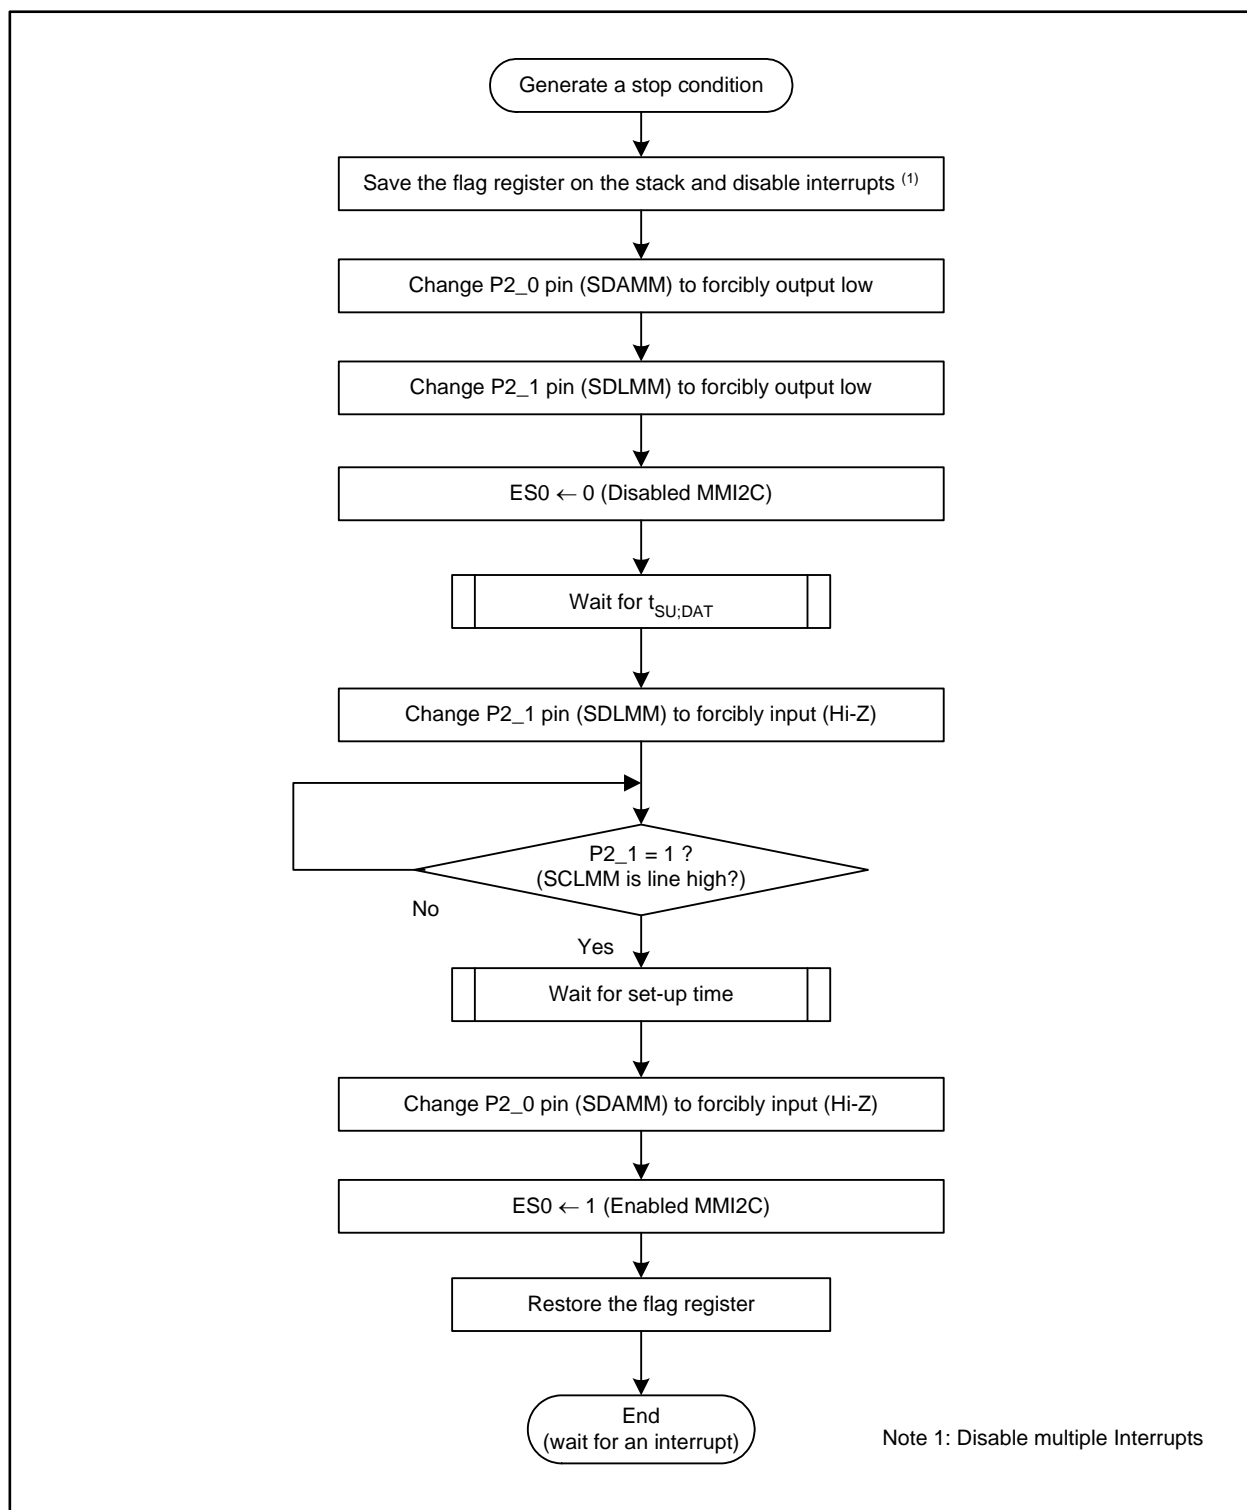 Generate a stop condition
Save the flag register on the stack and disable interrupts (1)
Change P2_0 pin (SDAMM) to forcibly output low
Change P2_1 pin (SDLMM) to forcibly output low
ES0 ← 0 (Disabled MMI2C)
Wait for tSU;DAT
Change P2_1 pin (SDLMM) to forcibly input (Hi-Z)
P2_1 = 1 ?
(SCLMM is line high?)
No
Yes
Wait for set-up time
Change P2_0 pin (SDAMM) to forcibly input (Hi-Z)
ES0 ← 1 (Enabled MMI2C)
Restore the flag register
End
(wait for an interrupt)
Note 1: Disable multiple Interrupts